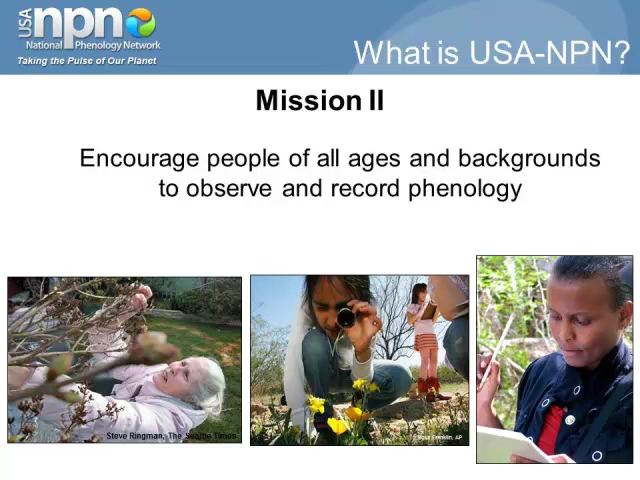 USA npn
National Phenology Network
Taking the Pulse of Our Planet
What is USA-NPN?
Mission II
Encourage people of all ages and backgrounds
to observe and record phenology
Steve Ringman, The Seattle Times
Franklin, AP